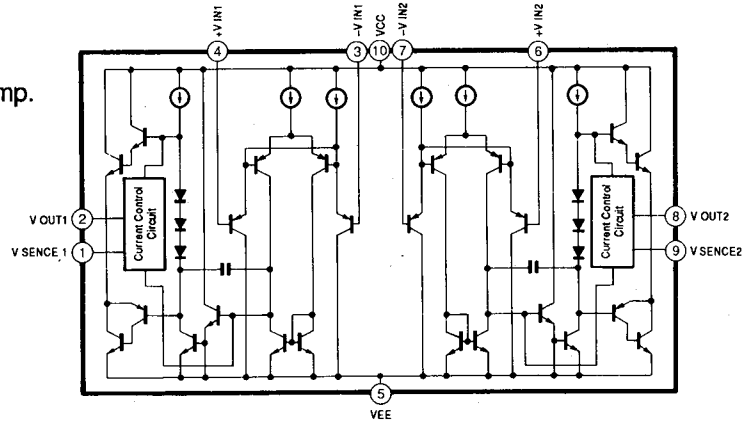 +V IN1
-V IN1
VCC
-V IN2
+V IN2
4
3
10
7
6
mp.
Current Control
Circuit
Current Control
Circuit
V OUT1 2
8 V OUT2
V SENCE 1 1
9 V SENCE2
5
VEE